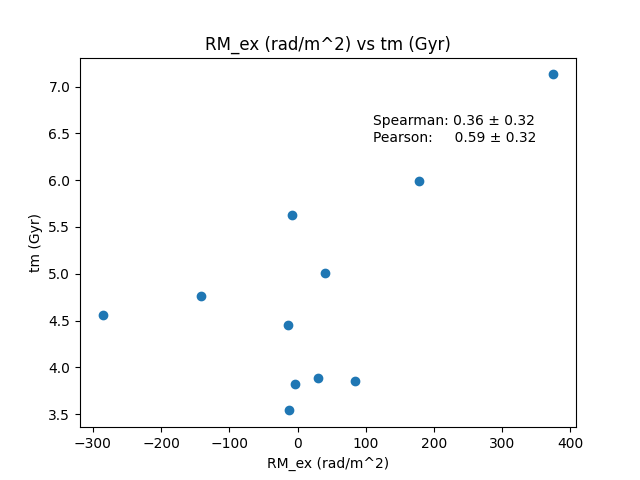 RM_ex (rad/m^2) vs tm (Gyr)
7.0
6.5
6.0
5.5
5.0
4.5
4.0
3.5
tm (Gyr)
Spearman: 0.36 ± 0.32
Pearson: 0.59 ± 0.32
−300 −200 −100 0 100 200 300 400
RM_ex (rad/m^2)